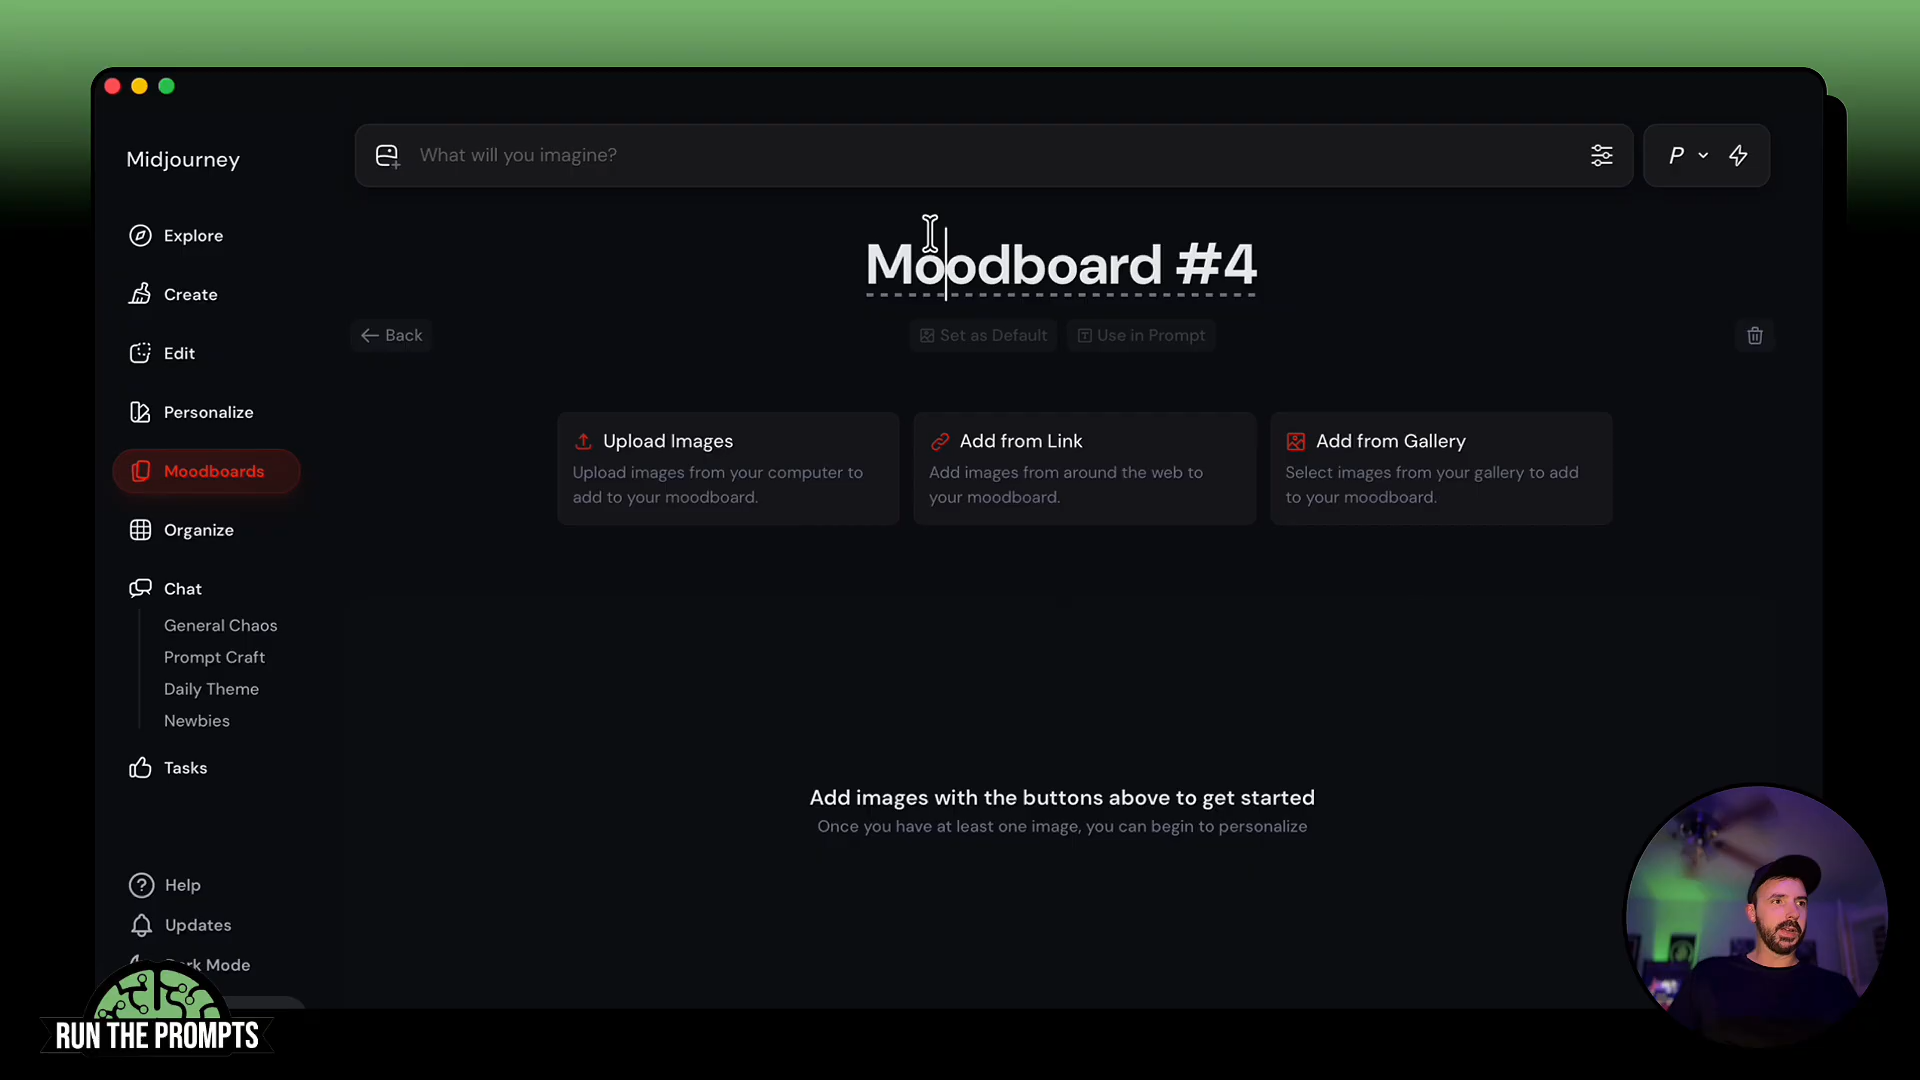 Midjourney
What will you imagine?
P
Explore
Create
Edit
Personalize
Moodboards
Organize
Chat
General Chaos
Prompt Craft
Daily Theme
Newbies
Tasks
Help
Updates
Dark Mode
Moodboard #4
Back
Set as Default
Use in Prompt
Upload Images
Upload images from your computer to
add to your moodboard.
Add from Link
Add images from around the web to
your moodboard.
Add from Gallery
Select images from your gallery to add
to your moodboard.
Add images with the buttons above to get started
Once you have at least one image, you can begin to personalize
RUN THE PROMPTS